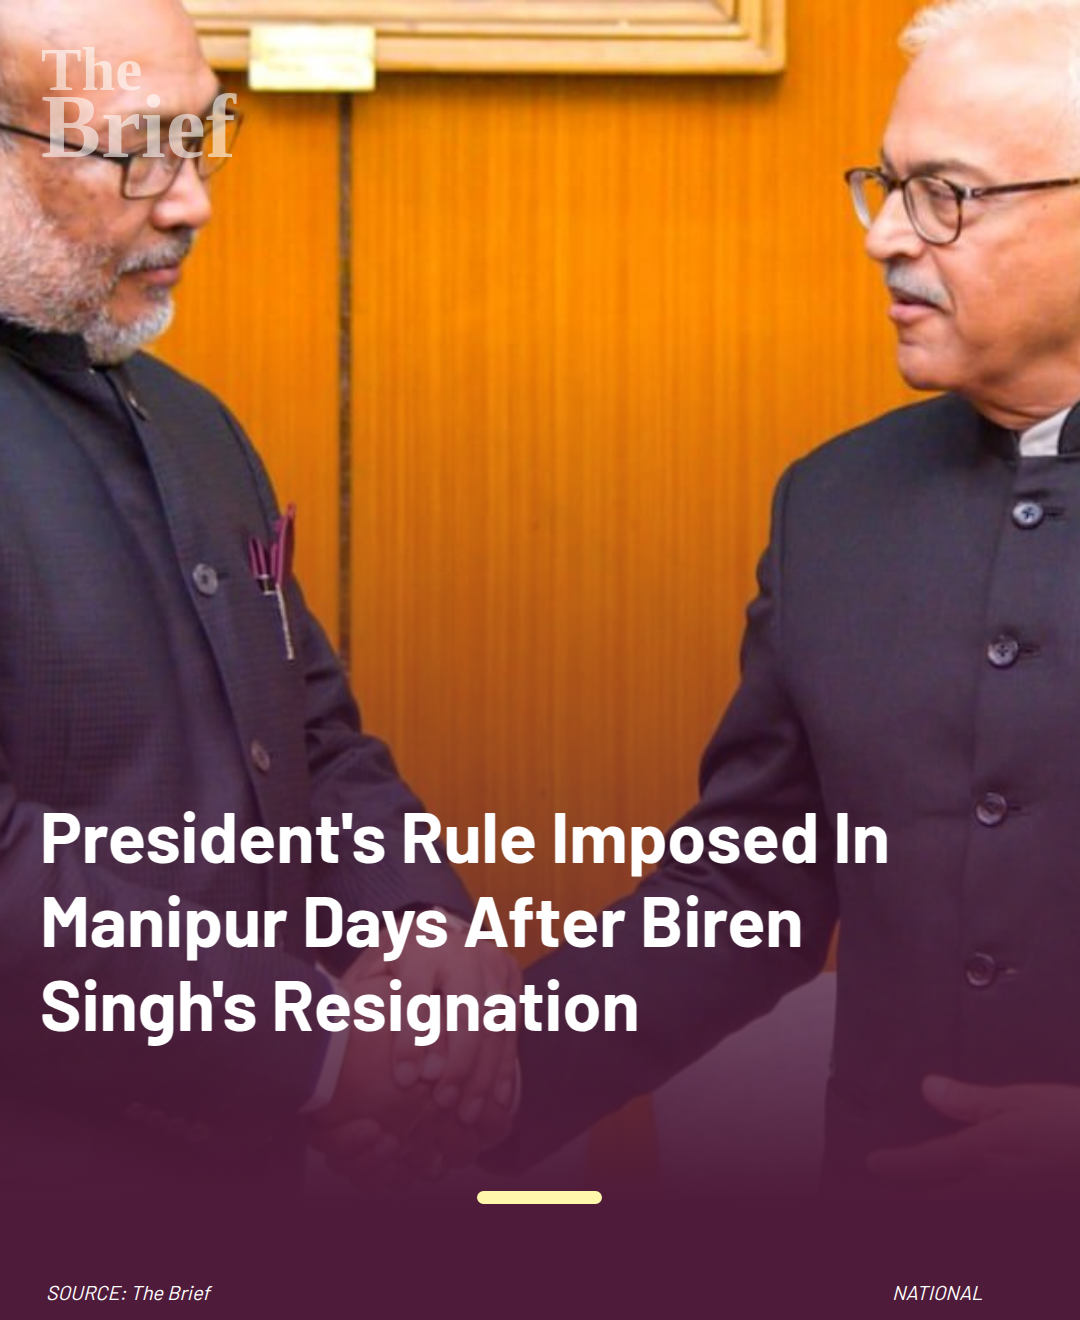 The
Brief
President's Rule Imposed In
Manipur Days After Biren
Singh's Resignation
SOURCE: The Brief
NATIONAL